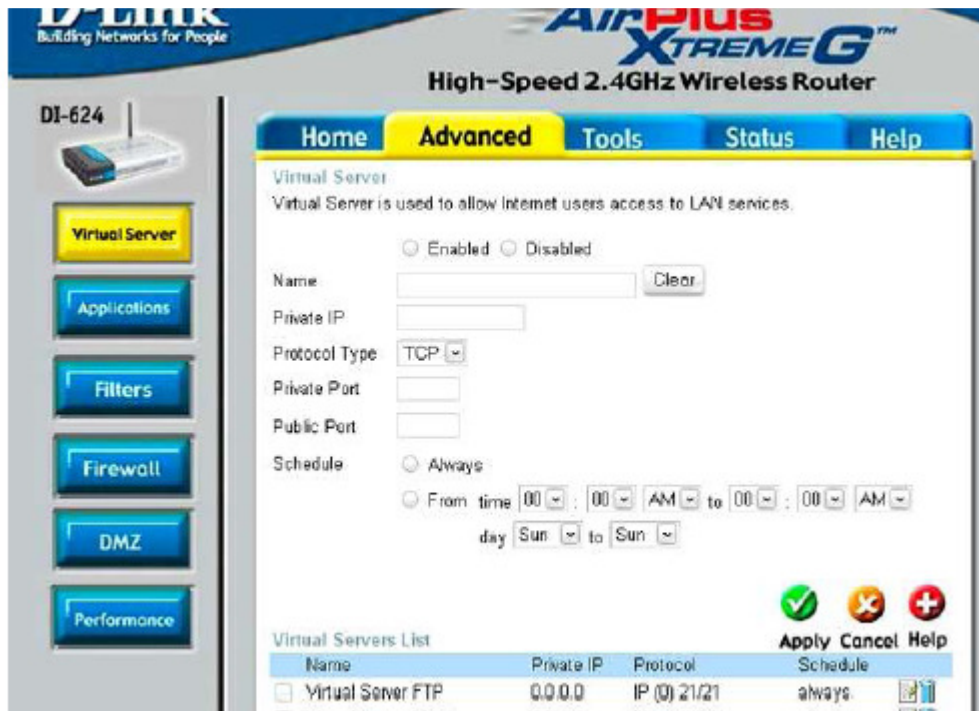 D-Link
Building Networks for People
AirPlus
XTREME G™
High-Speed 2.4GHz Wireless Router
DI-624
Home Advanced Tools Status Help
Virtual Server
Applications
Filters
Firewall
DMZ
Performance
Virtual Server
Virtual Server is used to allow Internet users access to LAN services.
Enabled Disabled
Name Clear
Private IP
Protocol Type TCP
Private Port
Public Port
Schedule Always
From time 00 : 00 AM to 00 : 00 AM
day Sun to Sun
Apply Cancel Help
Virtual Servers List
Name Private IP Protocol Schedule
Virtual Server FTP 0.0.0.0 IP (0) 21/21 always